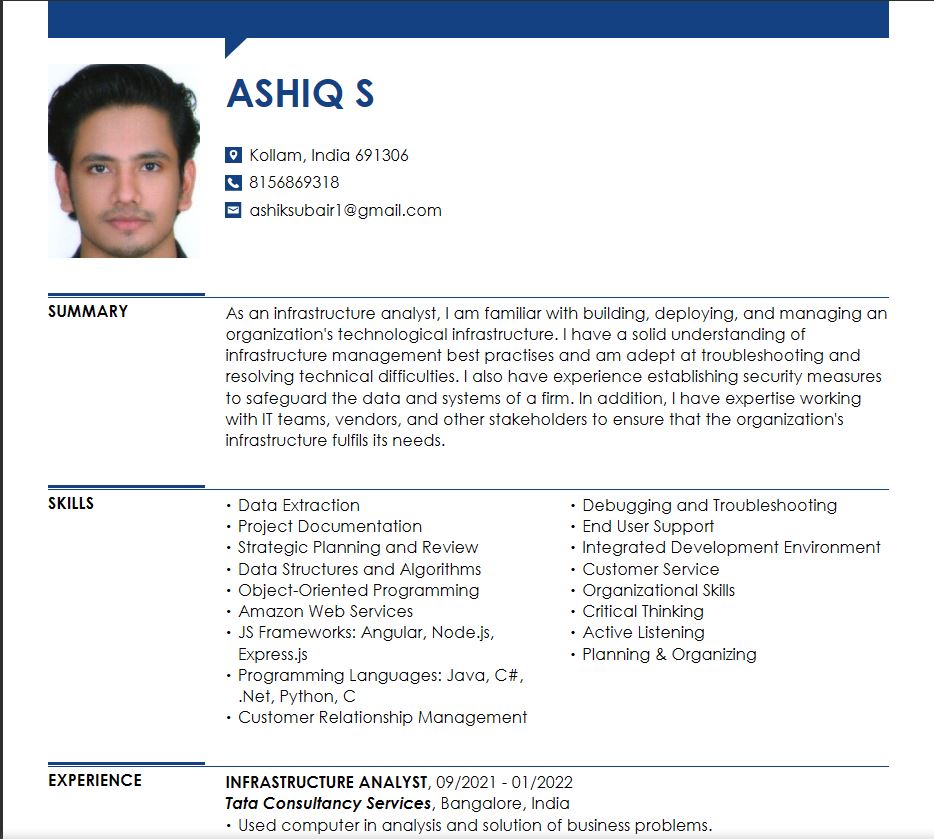 ASHIQ S
Kollam, India 691306
8156869318
ashiksubair1@gmail.com
SUMMARY
As an infrastructure analyst, I am familiar with building, deploying, and managing an
organization's technological infrastructure. I have a solid understanding of
infrastructure management best practises and am adept at troubleshooting and
resolving technical difficulties. I also have experience establishing security measures
to safeguard the data and systems of a firm. In addition, I have expertise working
with IT teams, vendors, and other stakeholders to ensure that the organization's
infrastructure fulfils its needs.
SKILLS
• Data Extraction
• Project Documentation
• Strategic Planning and Review
• Data Structures and Algorithms
• Object-Oriented Programming
• Amazon Web Services
• JS Frameworks: Angular, Node.js,
Express.js
• Programming Languages: Java, C#,
.Net, Python, C
• Customer Relationship Management
• Debugging and Troubleshooting
• End User Support
• Integrated Development Environment
• Customer Service
• Organizational Skills
• Critical Thinking
• Active Listening
• Planning & Organizing
EXPERIENCE
INFRASTRUCTURE ANALYST, 09/2021 - 01/2022
Tata Consultancy Services, Bangalore, India
• Used computer in analysis and solution of business problems.